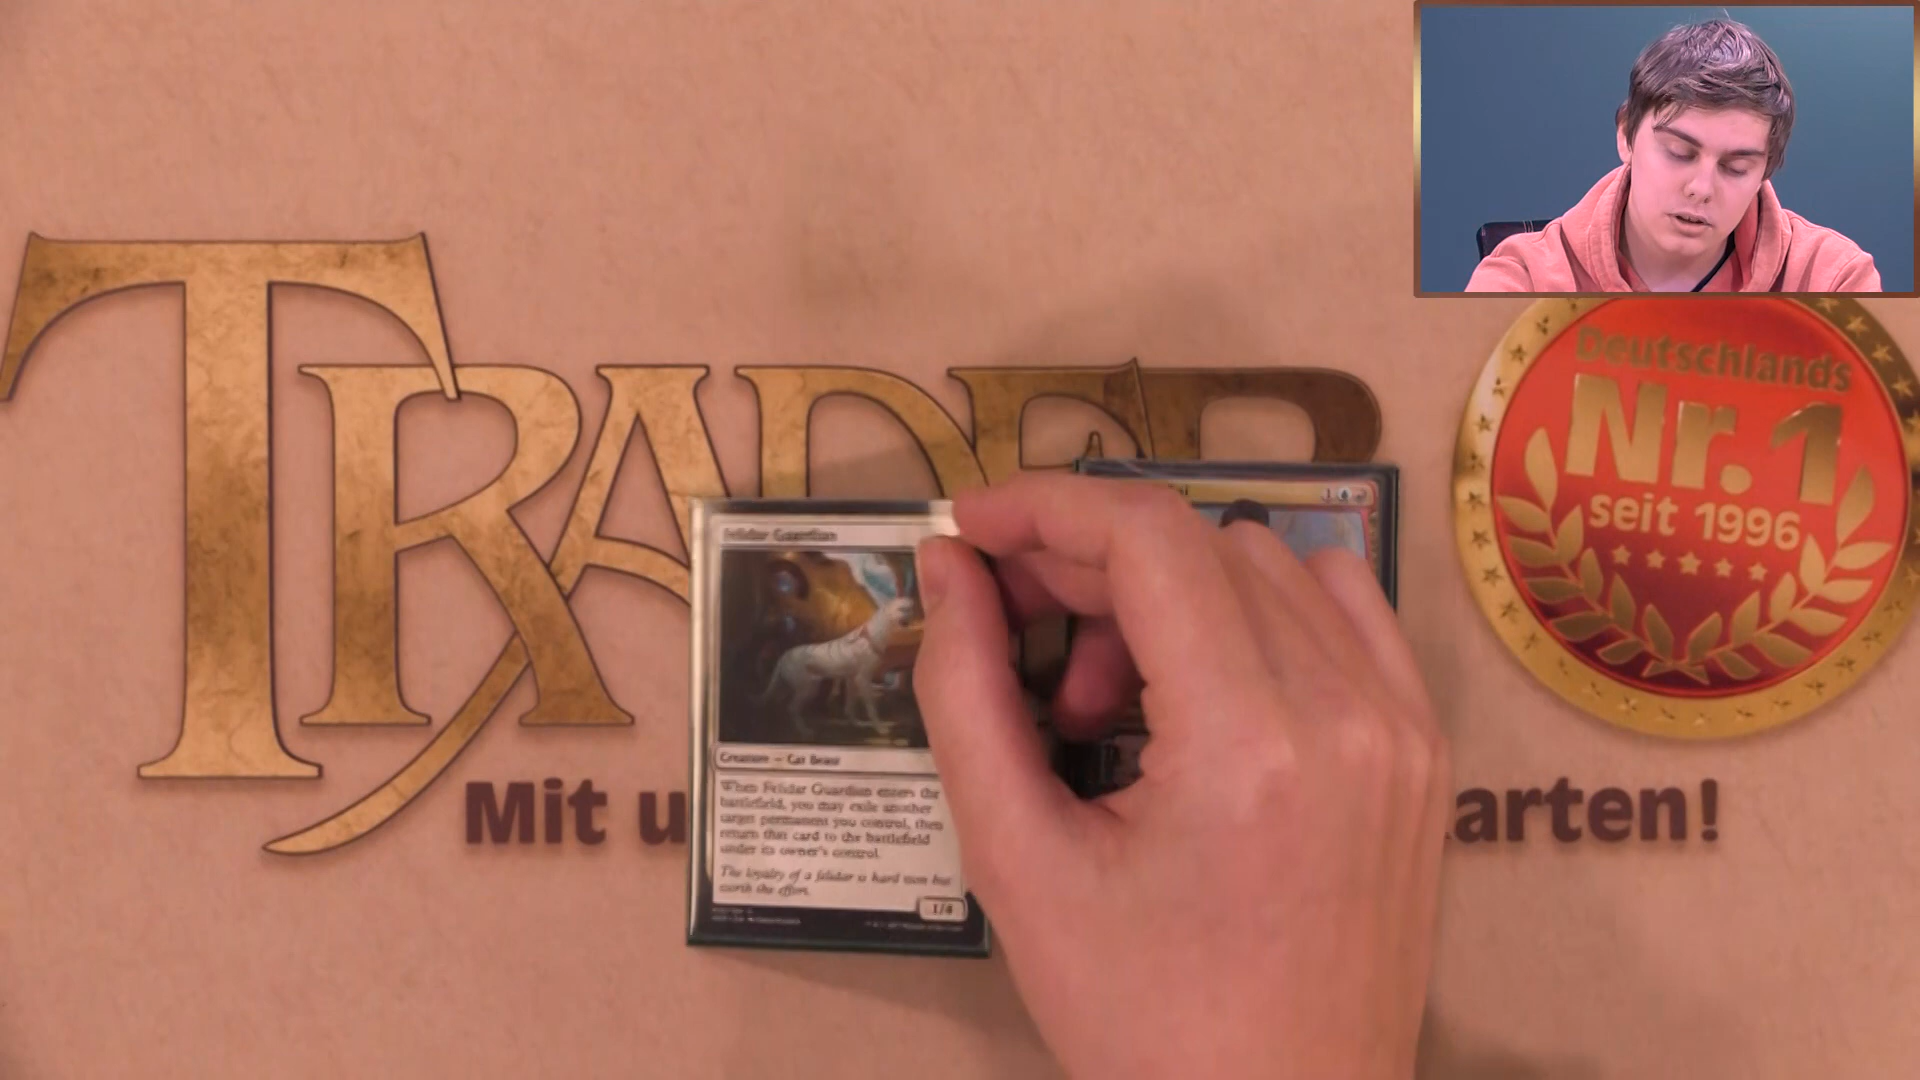 TRADER
Deutschlands
Nr. 1
seit 1996
Mit u
arten!
Felidar Guardian
Creature – Cat Beast
When Felidar Guardian enters the
battlefield, you may exile another
target permanent you control, then
return that card to the battlefield
under its owner's control.
The loyalty of a felidar is hard won but
worth the effort.
1/4
1